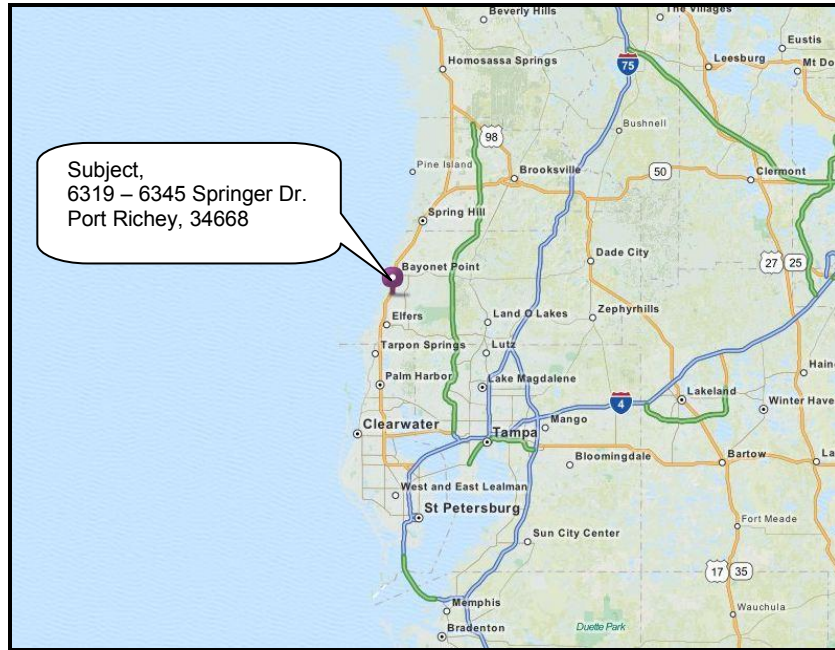 Beverly Hills
The Villages
Eustis
Homosassa Springs
75
Leesburg
Mt Do
98
Bushnell
Subject,
6319 – 6345 Springer Dr.
Port Richey, 34668
Pine Island
Brooksville
50
Clermont
Spring Hill
Dade City
27 25
Bayonet Point
Elfers
Land O Lakes
Zephyrhills
Tarpon Springs
Lutz
Palm Harbor
Lake Magdalene
4
Lakeland
Haine
Winter Have
Clearwater
Tampa
Mango
Bloomingdale
Bartow
La
West and East Lealman
St Petersburg
Fort Meade
Sun City Center
17 35
Memphis
Wauchula
Bradenton
Duette Park